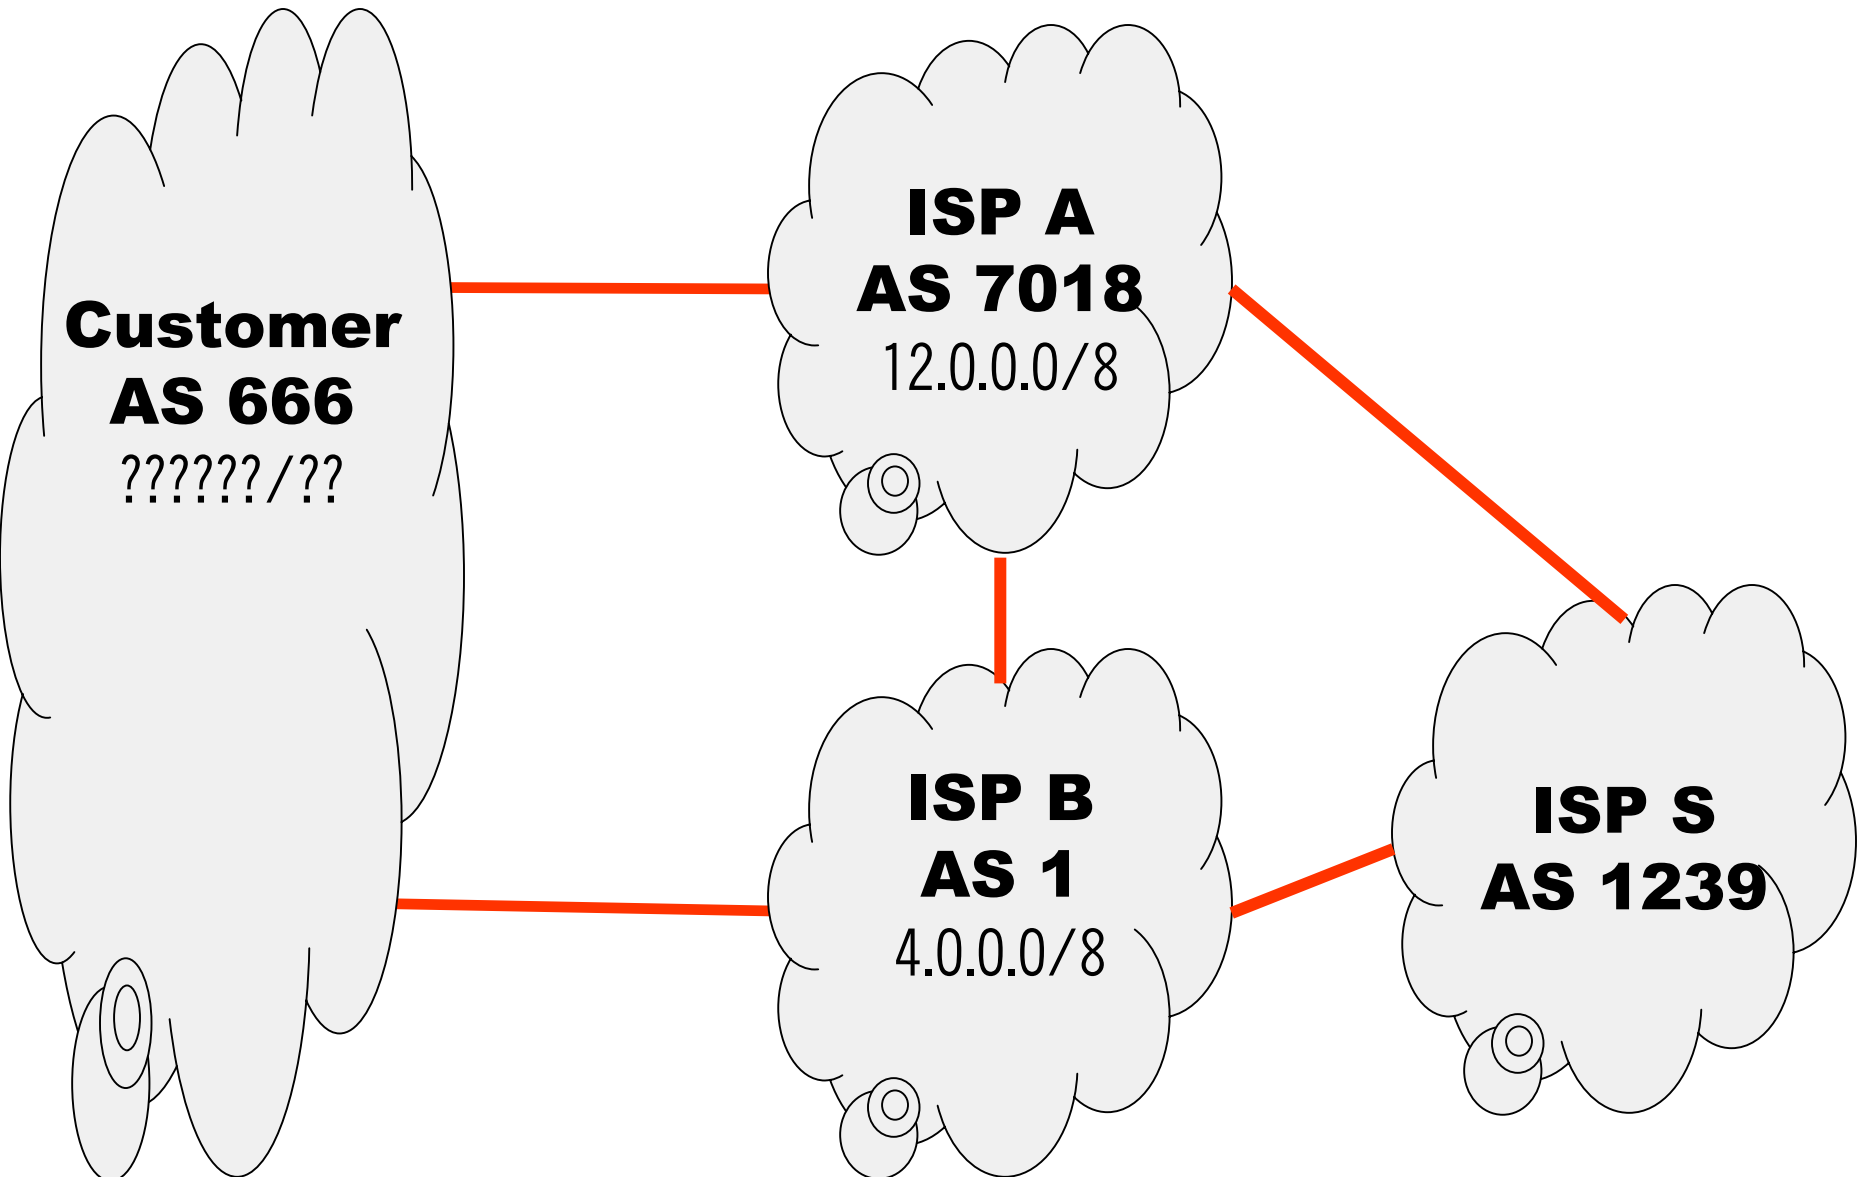 Customer
AS 666
??????/??
ISP A
AS 7018
12.0.0.0/8
ISP B
AS 1
4.0.0.0/8
ISP S
AS 1239